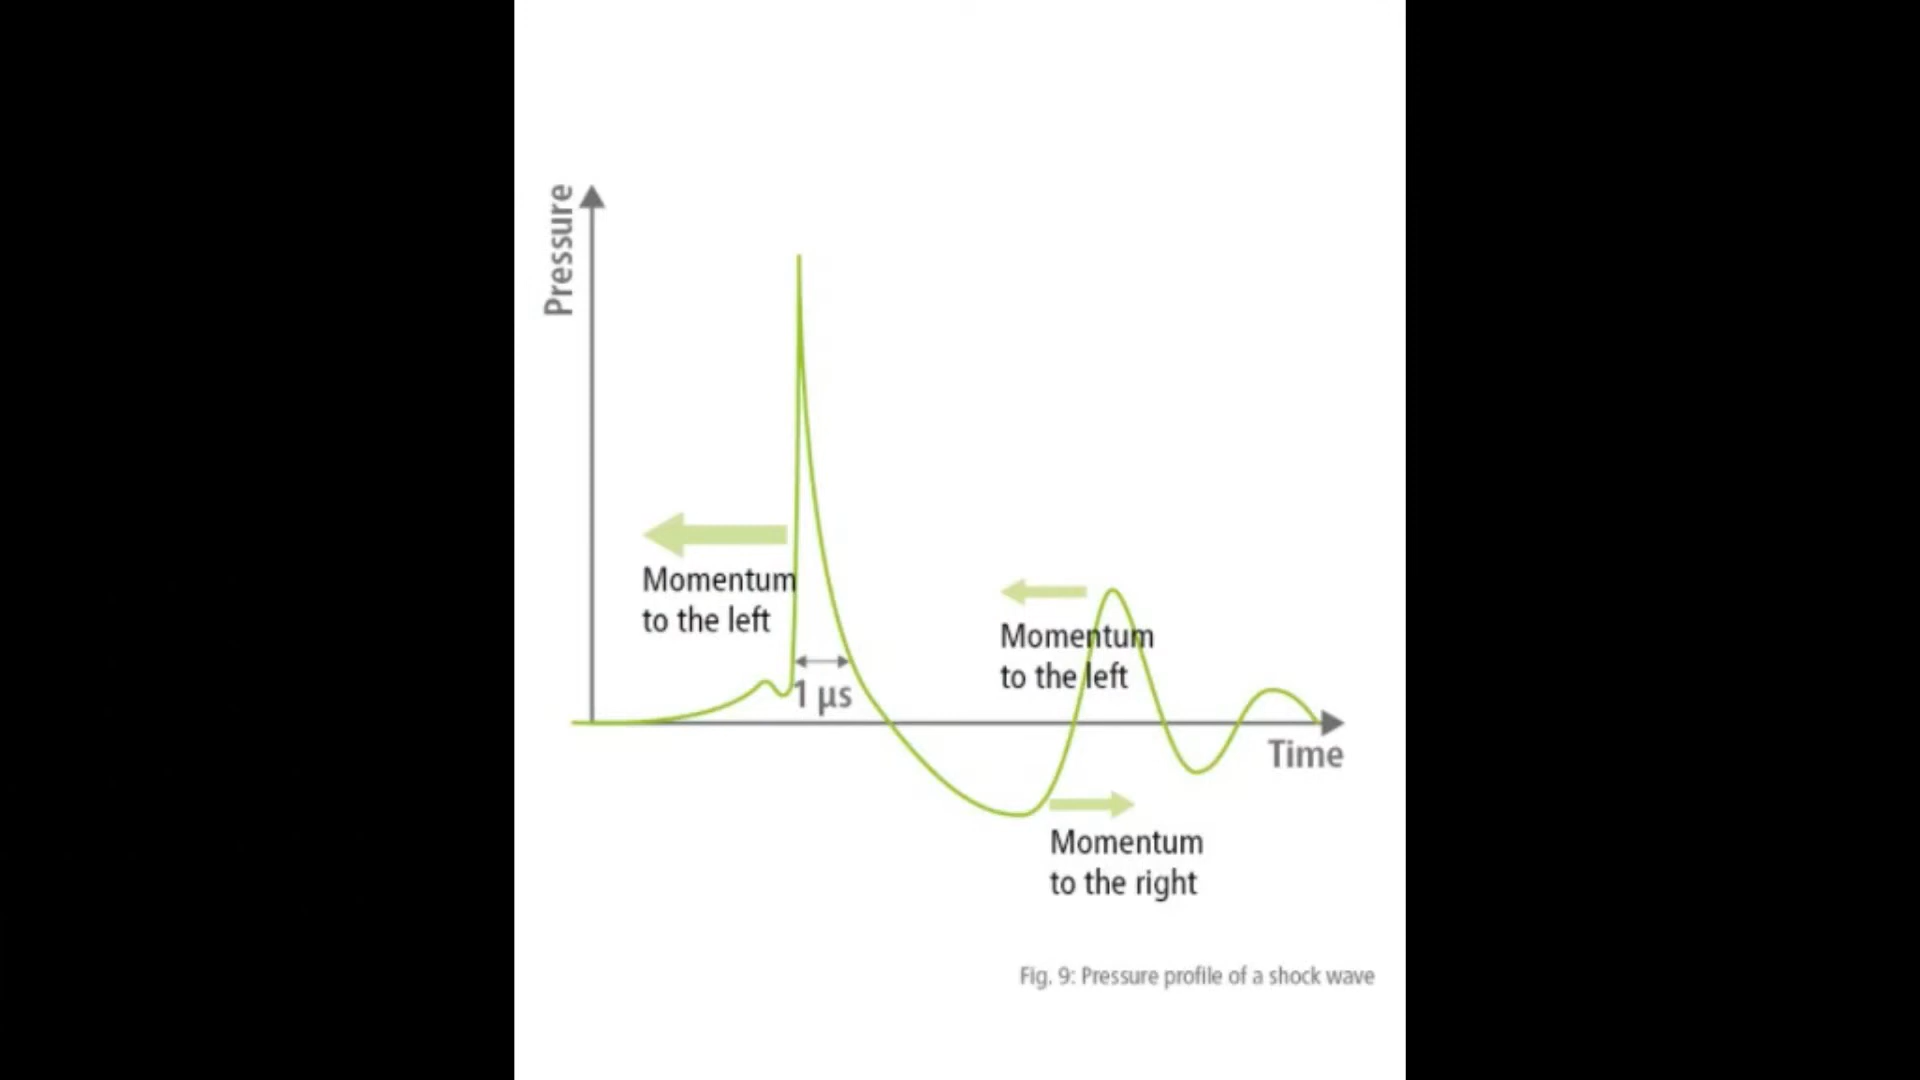 Pressure
Momentum
to the left
1 µs
Momentum
to the left
Time
Momentum
to the right
Fig. 9: Pressure profile of a shock wave